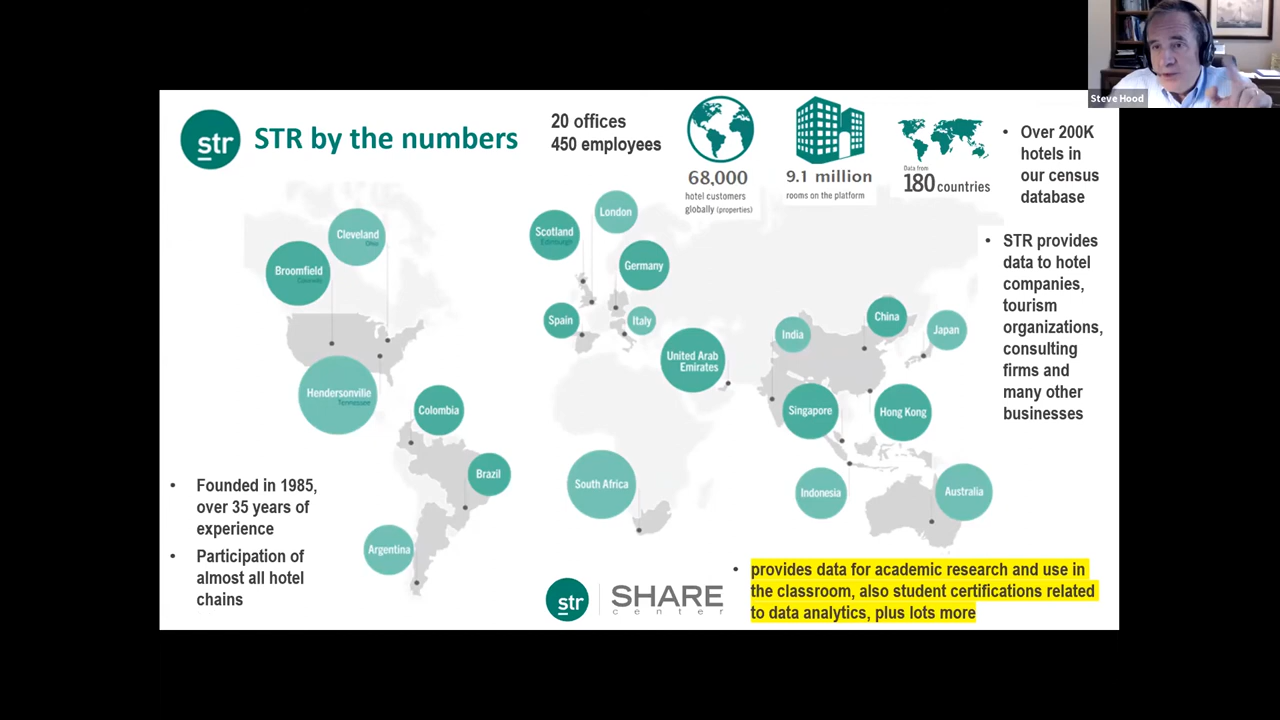 Steve Hood
str
STR by the numbers
20 offices
450 employees
68,000
hotel customers
globally (properties)
9.1 million
rooms on the platform
Data from
180 countries
• Over 200K
hotels in
our census
database
• STR provides
data to hotel
companies,
tourism
organizations,
consulting
firms and
many other
businesses
Cleveland
Ohio
Broomfield
Colorado
Hendersonville
Tennessee
Colombia
Brazil
Argentina
Scotland
Edinburgh
London
Germany
Spain
Italy
United Arab
Emirates
South Africa
India
China
Japan
Singapore
Hong Kong
Indonesia
Australia
• Founded in 1985,
over 35 years of
experience
• Participation of
almost all hotel
chains
str
SHARE
center
• provides data for academic research and use in
the classroom, also student certifications related
to data analytics, plus lots more